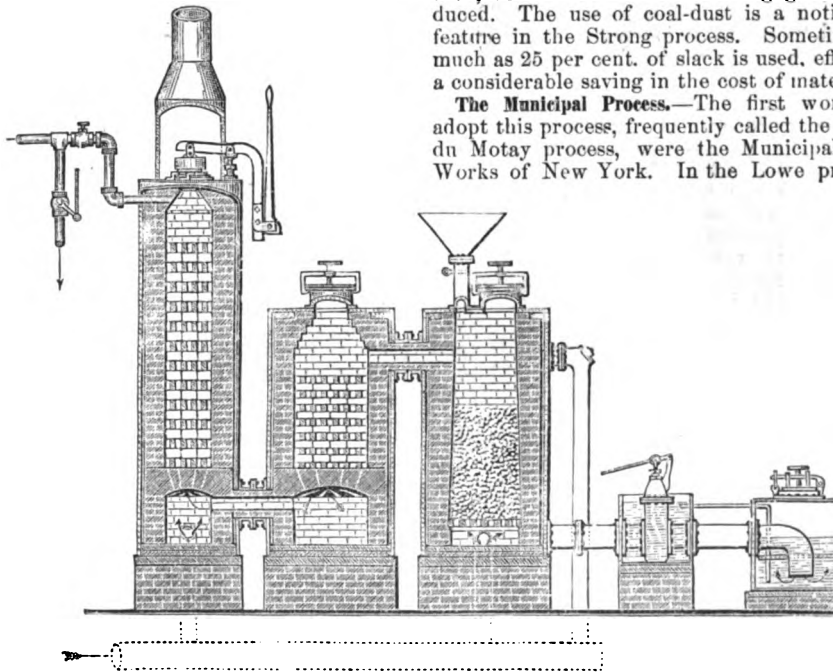 duced. The use of coal-dust is a noti
feature in the Strong process. Someti
much as 25 per cent. of slack is used, eff
a considerable saving in the cost of mate
The Municipal Process.—The first wor
adopt this process, frequently called the
du Motay process, were the Municipal
Works of New York. In the Lowe pr